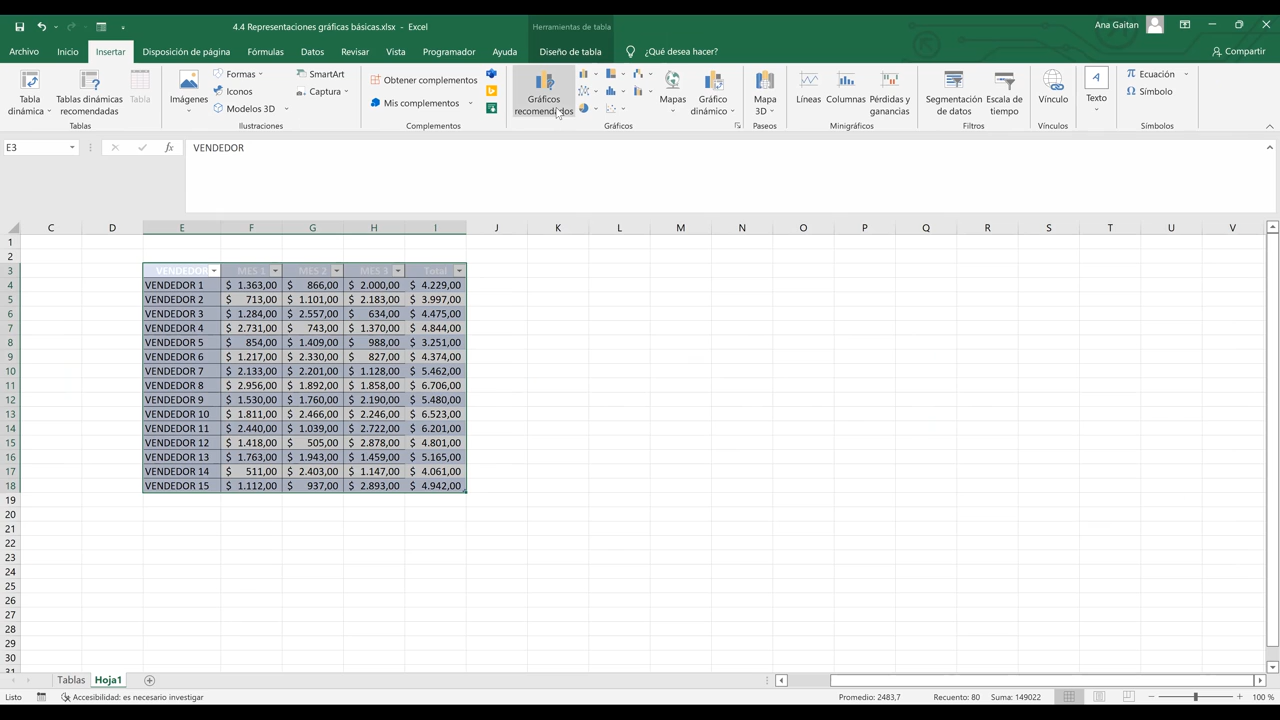 4.4 Representaciones gráficas básicas.xlsx - Excel
Herramientas de tabla
Ana Gaitan
Archivo Inicio Insertar Disposición de página Fórmulas Datos Revisar Vista Programador Ayuda Diseño de tabla ¿Qué desea hacer? Compartir
Tabla dinámica
Tablas dinámicas recomendadas
Tabla
Tablas
Imágenes
Formas
Iconos
Modelos 3D
SmartArt
Captura
Ilustraciones
Obtener complementos
Mis complementos
Complementos
Gráficos recomendados
Mapas
Gráfico dinámico
Gráficos
Mapa 3D
Paseos
Líneas
Columnas
Pérdidas y ganancias
Minigráficos
Segmentación de datos
Escala de tiempo
Filtros
Vínculo
Vínculos
Texto
Ecuación
Símbolo
Símbolos
E3 fx VENDEDOR
C D E F G H I J K L M N O P Q R S T U V
1
2
3 VENDEDOR MES 1 MES 2 MES 3 Total
4 VENDEDOR 1 $ 1.363,00 $ 866,00 $ 2.000,00 $ 4.229,00
5 VENDEDOR 2 $ 713,00 $ 1.101,00 $ 2.183,00 $ 3.997,00
6 VENDEDOR 3 $ 1.284,00 $ 2.557,00 $ 634,00 $ 4.475,00
7 VENDEDOR 4 $ 2.731,00 $ 743,00 $ 1.370,00 $ 4.844,00
8 VENDEDOR 5 $ 854,00 $ 1.409,00 $ 988,00 $ 3.251,00
9 VENDEDOR 6 $ 1.217,00 $ 2.330,00 $ 827,00 $ 4.374,00
10 VENDEDOR 7 $ 2.133,00 $ 2.201,00 $ 1.128,00 $ 5.462,00
11 VENDEDOR 8 $ 2.956,00 $ 1.892,00 $ 1.858,00 $ 6.706,00
12 VENDEDOR 9 $ 1.530,00 $ 1.760,00 $ 2.190,00 $ 5.480,00
13 VENDEDOR 10 $ 1.811,00 $ 2.466,00 $ 2.246,00 $ 6.523,00
14 VENDEDOR 11 $ 2.440,00 $ 1.039,00 $ 2.722,00 $ 6.201,00
15 VENDEDOR 12 $ 1.418,00 $ 505,00 $ 2.878,00 $ 4.801,00
16 VENDEDOR 13 $ 1.763,00 $ 1.943,00 $ 1.459,00 $ 5.165,00
17 VENDEDOR 14 $ 511,00 $ 2.403,00 $ 1.147,00 $ 4.061,00
18 VENDEDOR 15 $ 1.112,00 $ 937,00 $ 2.893,00 $ 4.942,00
19
20
21
22
23
24
25
26
27
28
29
30
31
Tablas Hoja1
Listo Accesibilidad: es necesario investigar Promedio: 2483,7 Recuento: 80 Suma: 149022 100 %